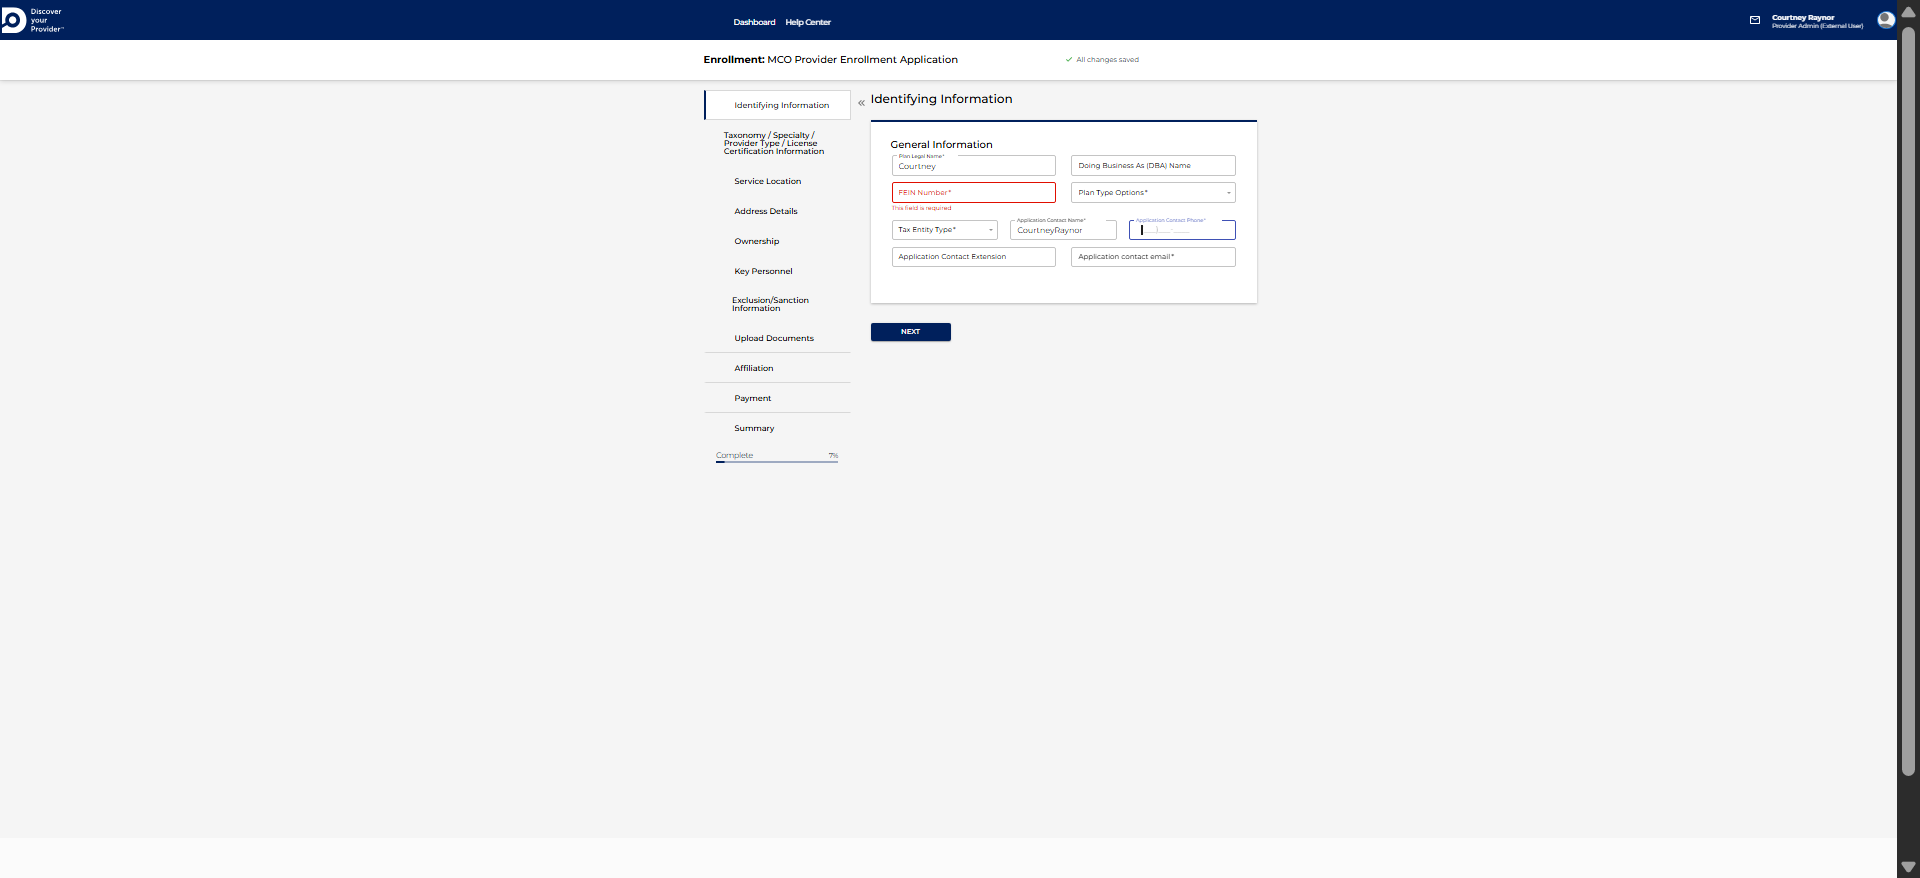 Discover
your
Provider™
Dashboard Help Center
Courtney Raynor
Provider Admin (External User)
Enrollment: MCO Provider Enrollment Application
All changes saved
Identifying Information
Taxonomy / Specialty /
Provider Type / License
Certification Information
Service Location
Address Details
Ownership
Key Personnel
Exclusion/Sanction
Information
Upload Documents
Affiliation
Payment
Summary
Complete 7%
« Identifying Information
General Information
Plan Legal Name*
Courtney
Doing Business As (DBA) Name
FEIN Number*
This field is required
Plan Type Options*
Tax Entity Type*
Application Contact Name*
CourtneyRaynor
Application Contact Phone*
Application Contact Extension
Application contact email*
NEXT